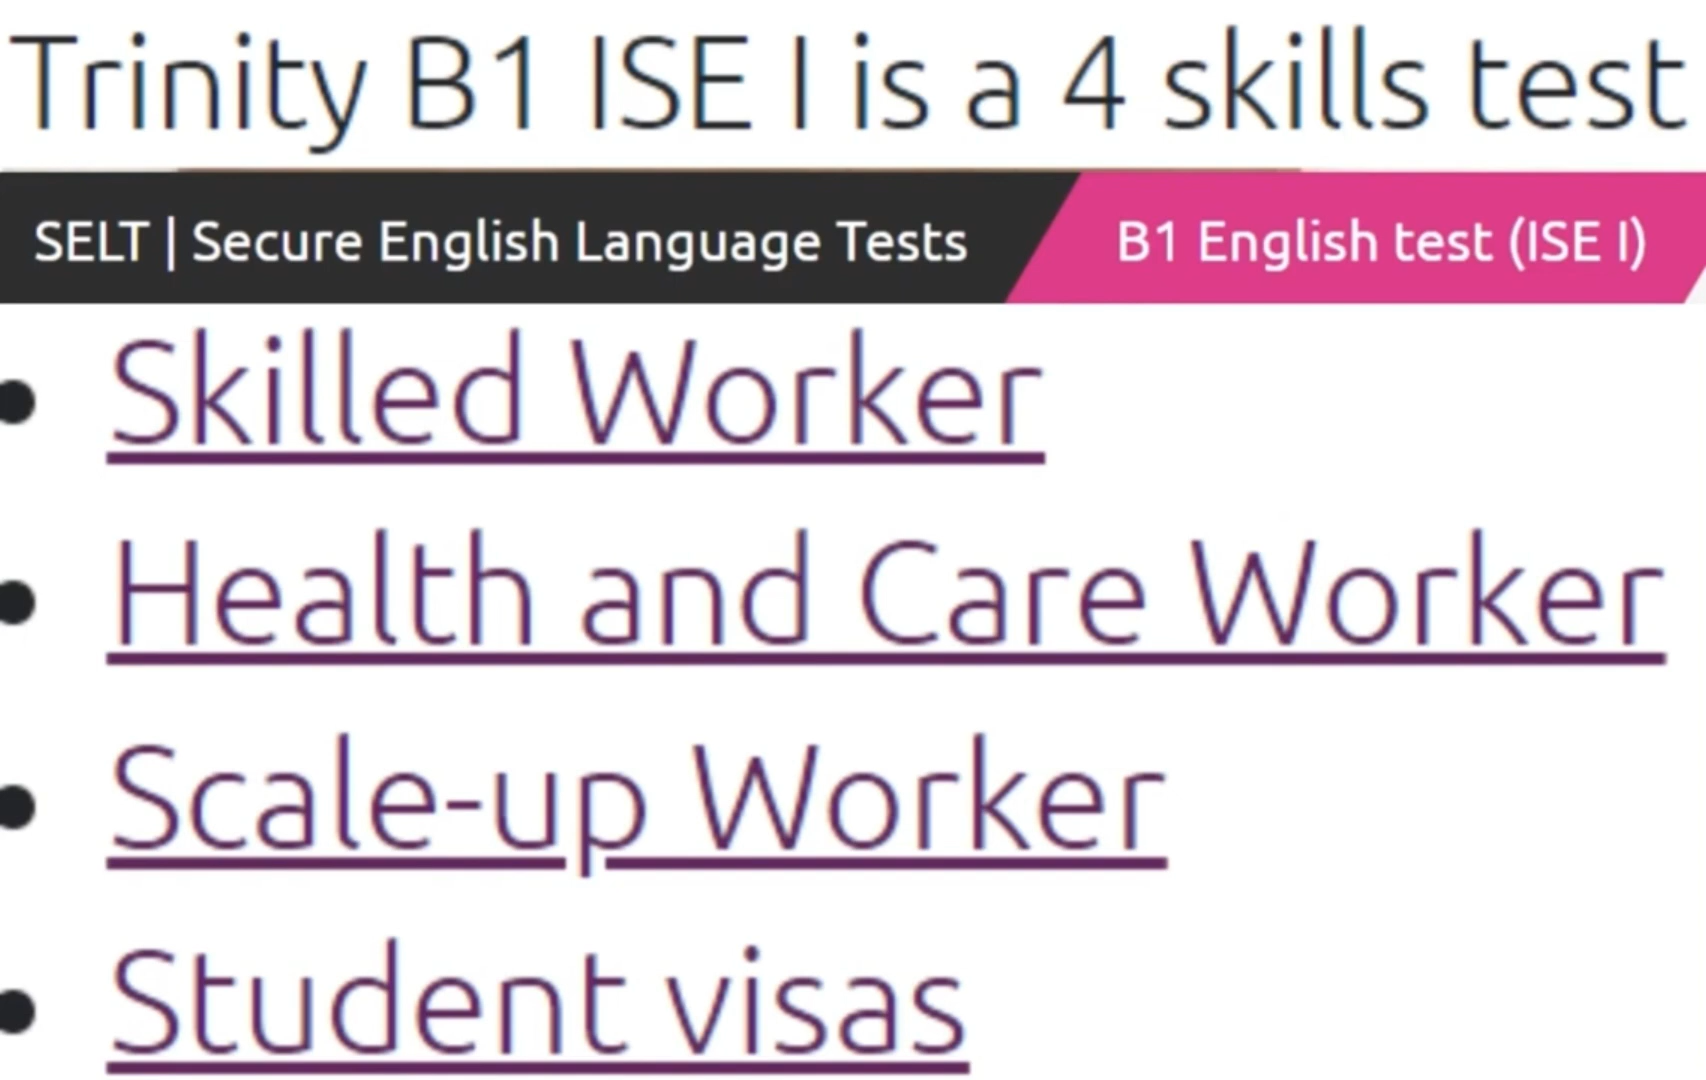 Trinity B1 ISE I is a 4 skills test
SELT | Secure English Language Tests B1 English test (ISE I)
• Skilled Worker
• Health and Care Worker
• Scale-up Worker
• Student visas